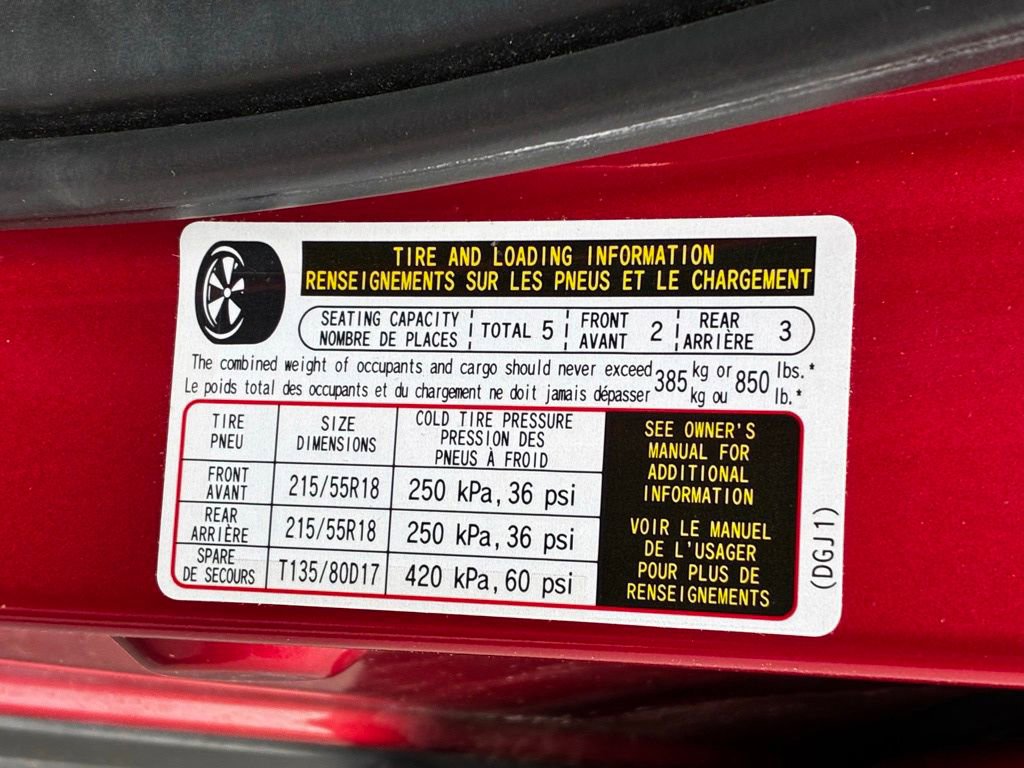 TIRE AND LOADING INFORMATION
RENSEIGNEMENTS SUR LES PNEUS ET LE CHARGEMENT
SEATING CAPACITY
NOMBRE DE PLACES
TOTAL 5
FRONT
AVANT
2
REAR
ARRIÈRE
3
The combined weight of occupants and cargo should never exceed 385 kg or 850 lbs.*
Le poids total des occupants et du chargement ne doit jamais dépasser kg ou lb.*
TIRE
PNEU
SIZE
DIMENSIONS
COLD TIRE PRESSURE
PRESSION DES
PNEUS À FROID
FRONT
AVANT
215/55R18
250 kPa, 36 psi
REAR
ARRIÈRE
215/55R18
250 kPa, 36 psi
SPARE
DE SECOURS
T135/80D17
420 kPa, 60 psi
SEE OWNER'S
MANUAL FOR
ADDITIONAL
INFORMATION
VOIR LE MANUEL
DE L'USAGER
POUR PLUS DE
RENSEIGNEMENTS
(DGJ1)